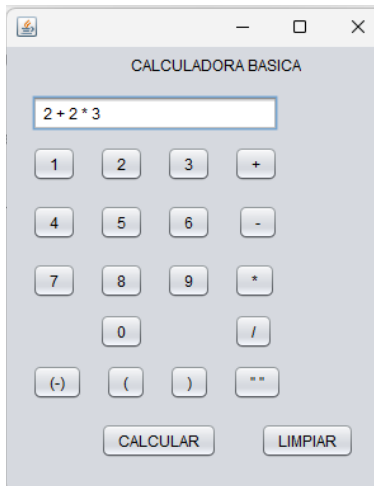 CALCULADORA BASICA
2 + 2 * 3
1 2 3 +
4 5 6 -
7 8 9 *
0 /
(-) ( ) " "
CALCULAR LIMPIAR